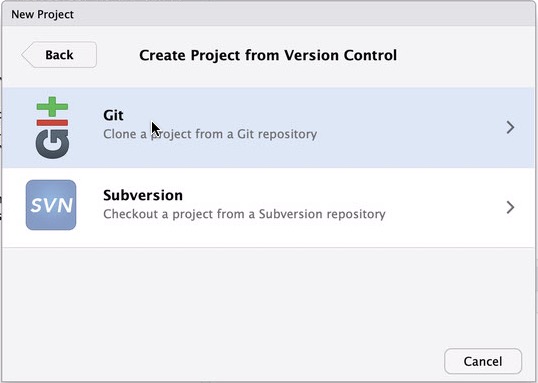 New Project
Back
Create Project from Version Control
Git
Git
Clone a project from a Git repository
SVN
Subversion
Checkout a project from a Subversion repository
Cancel